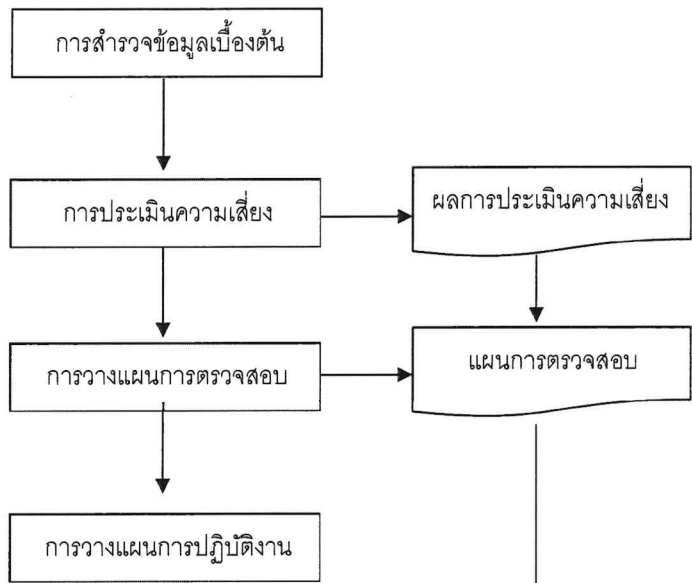 การสำรวจข้อมูลเบื้องต้น
การประเมินความเสี่ยง
ผลการประเมินความเสี่ยง
การวางแผนการตรวจสอบ
แผนการตรวจสอบ
การวางแผนการปฏิบัติงาน